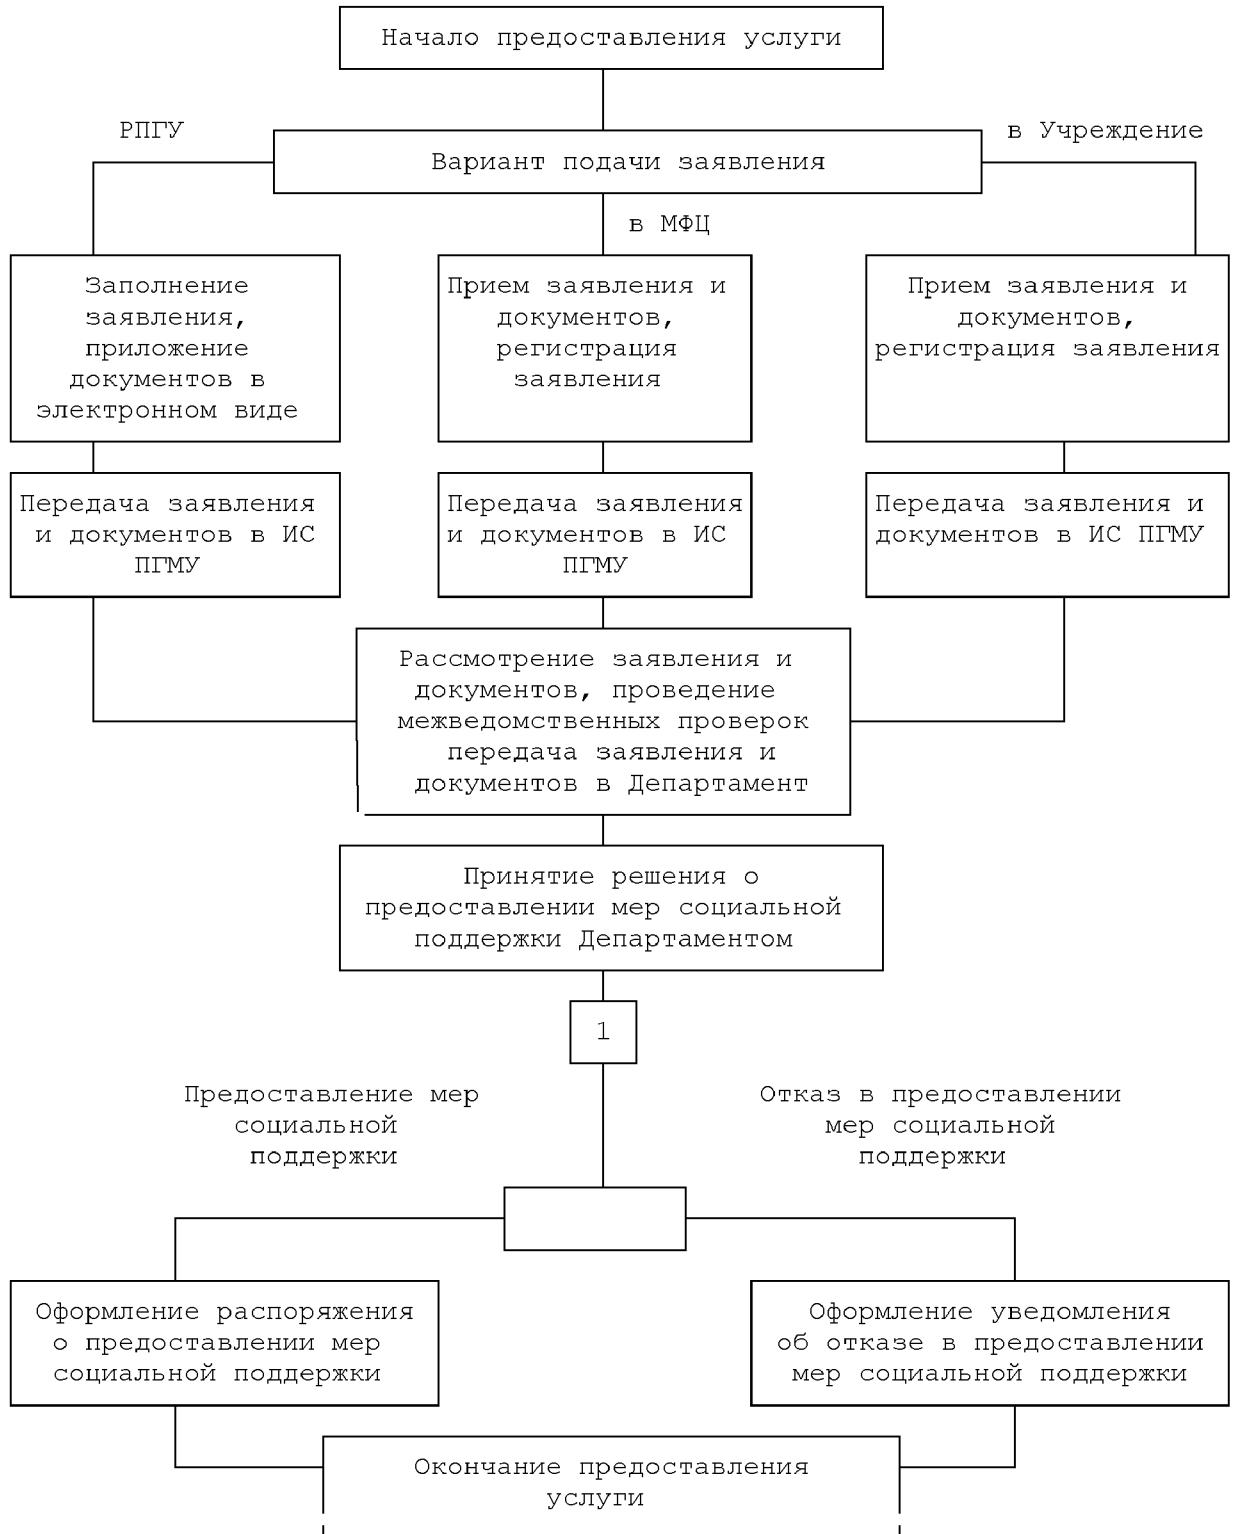 Начало предоставления услуги
РПГУ
в Учреждение
Вариант подачи заявления
в МФЦ
Заполнение
заявления,
приложение
документов в
электронном виде
Прием заявления и
документов,
регистрация
заявления
Прием заявления и
документов,
регистрация заявления
Передача заявления
и документов в ИС
ПГМУ
Передача заявления
и документов в ИС
ПГМУ
Передача заявления и
документов в ИС ПГМУ
Рассмотрение заявления и
документов, проведение
межведомственных проверок
передача заявления и
документов в Департамент
Принятие решения о
предоставлении мер социальной
поддержки Департаментом
1
Предоставление мер
социальной
поддержки
Отказ в предоставлении
мер социальной
поддержки
Оформление распоряжения
о предоставлении мер
социальной поддержки
Оформление уведомления
об отказе в предоставлении
мер социальной поддержки
Окончание предоставления
услуги